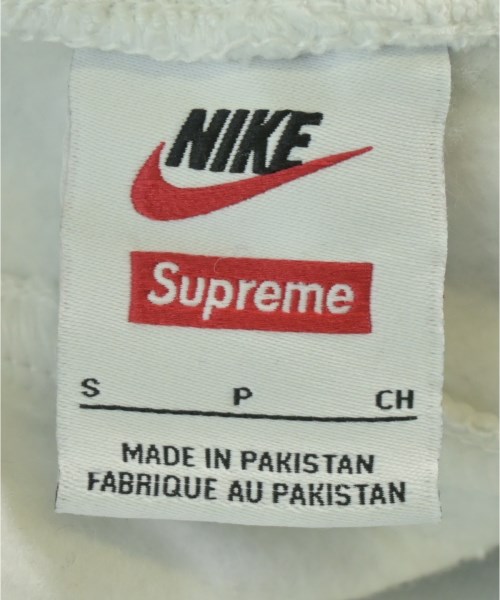 NIKE
Supreme
S P CH
MADE IN PAKISTAN
FABRIQUE AU PAKISTAN